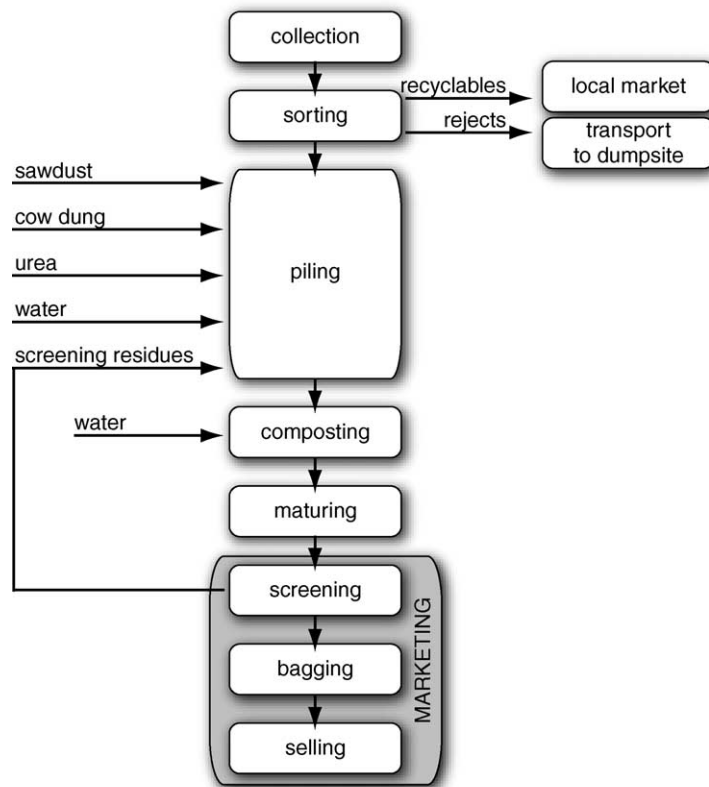 collection
recyclables
local market
sorting
rejects
transport
to dumpsite
sawdust
cow dung
urea
piling
water
screening residues
water
composting
maturing
screening
MARKETING
bagging
selling